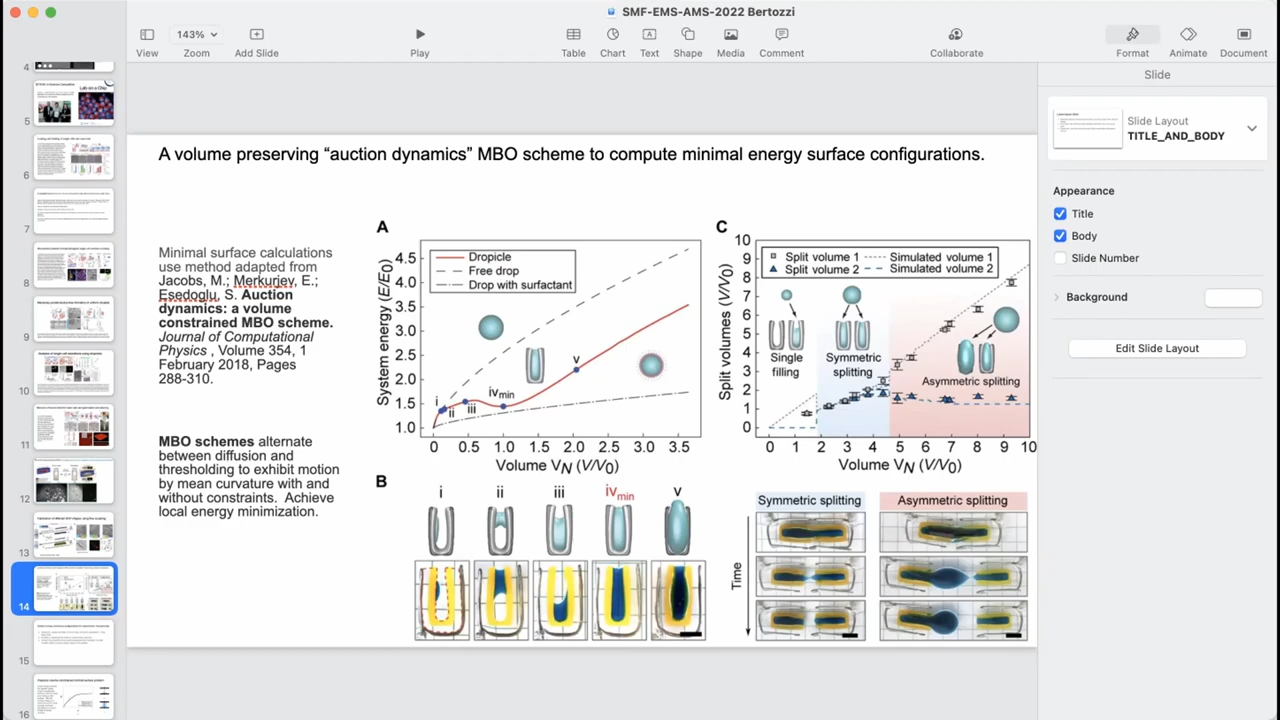 SMF-EMS-AMS-2022 Bertozzi
143%
View
Zoom
Add Slide
Play
Table
Chart
Text
Shape
Media
Comment
Collaborate
Format
Animate
Document
4
5
6
7
8
9
10
11
12
13
14
15
16
A volume preserving "auction dynamics" MBO scheme to compute minimal energy surface configurations.
Minimal surface calculations
use method adapted from
Jacobs, M.; Merkurjev, E.;
Esedoglu, S. Auction
dynamics: a volume
constrained MBO scheme.
Journal of Computational
Physics , Volume 354, 1
February 2018, Pages
288-310.
MBO schemes alternate
between diffusion and
thresholding to exhibit motion
by mean curvature with and
without constraints. Achieve
local energy minimization.
A
System energy (E/E0)
4.5
4.0
3.5
3.0
2.5
2.0
1.5
1.0
Dropicle
Free drop
Drop with surfactant
i
ii
iii
ivmin
v
0.0
0.5
1.0
1.5
2.0
2.5
3.0
3.5
Volume VN (V/V0)
C
Split volumes (V/V0)
10
9
8
7
6
5
4
3
2
1
0
Split volume 1
Simulated volume 1
Split volume 2
Simulated volume 2
Single
filling
Symmetric
splitting
Asymmetric splitting
0
1
2
3
4
5
6
7
8
9
10
Volume VN (V/V0)
B
i
ii
iii
ivmin
v
Symmetric splitting
Asymmetric splitting
Time
Slide
Slide Layout
TITLE_AND_BODY
Appearance
Title
Body
Slide Number
Background
Edit Slide Layout